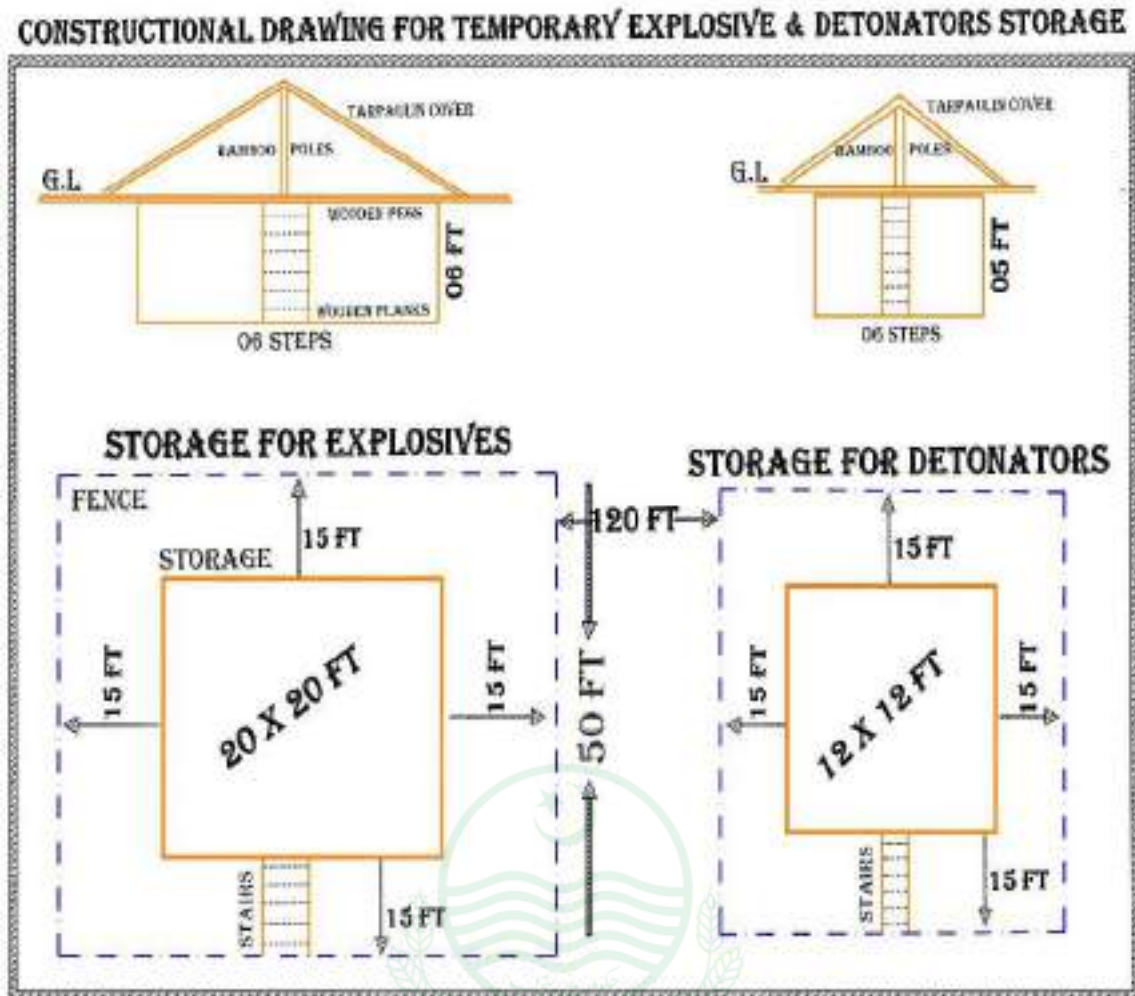 CONSTRUCTIONAL DRAWING FOR TEMPORARY EXPLOSIVE & DETONATORS STORAGE
TARPAULIN COVER
BAMBOO POLES
G.L
WOODEN PEGS
06 FT
WOODEN PLANKS
06 STEPS
TARPAULIN COVER
BAMBOO POLES
G.L
05 FT
06 STEPS
STORAGE FOR EXPLOSIVES
FENCE
15 FT
STORAGE
15 FT
20 X 20 FT
15 FT
STAIRS
15 FT
120 FT
50 FT
STORAGE FOR DETONATORS
15 FT
15 FT
12 X 12 FT
15 FT
STAIRS
15 FT